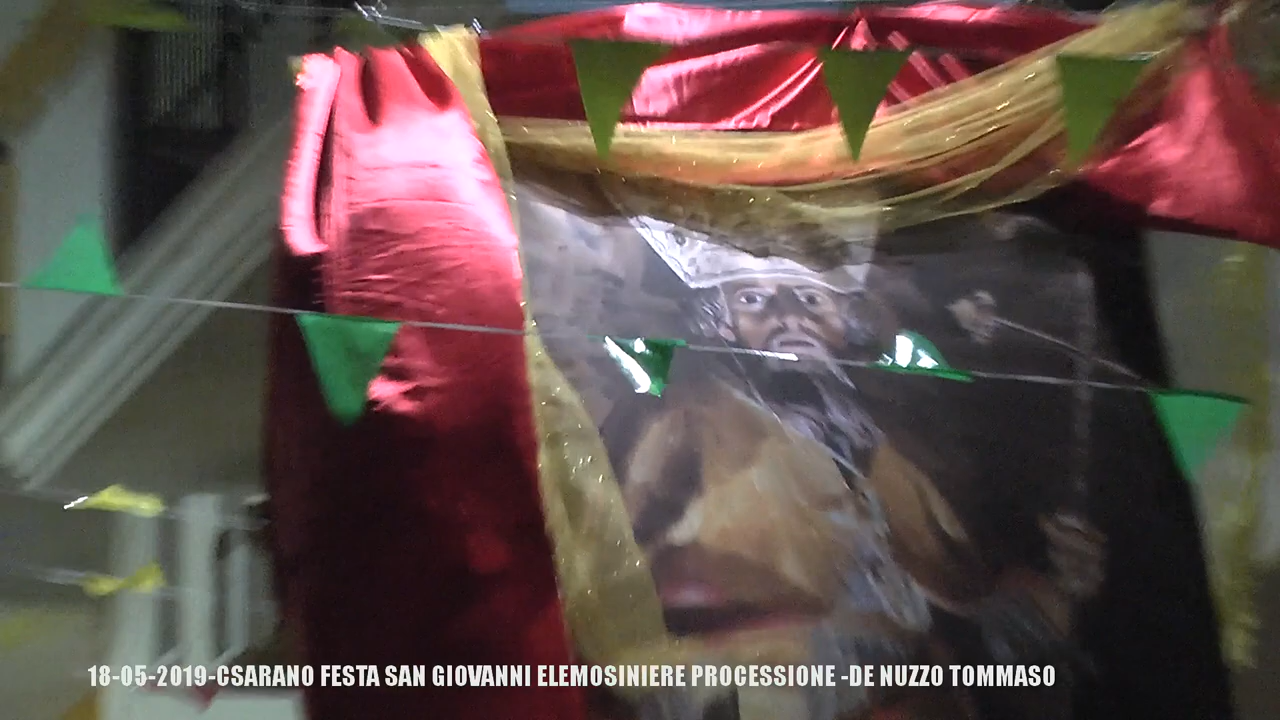 18-05-2019-CSARANO FESTA SAN GIOVANNI ELEMOSINIERE PROCESSIONE -DE NUZZO TOMMASO